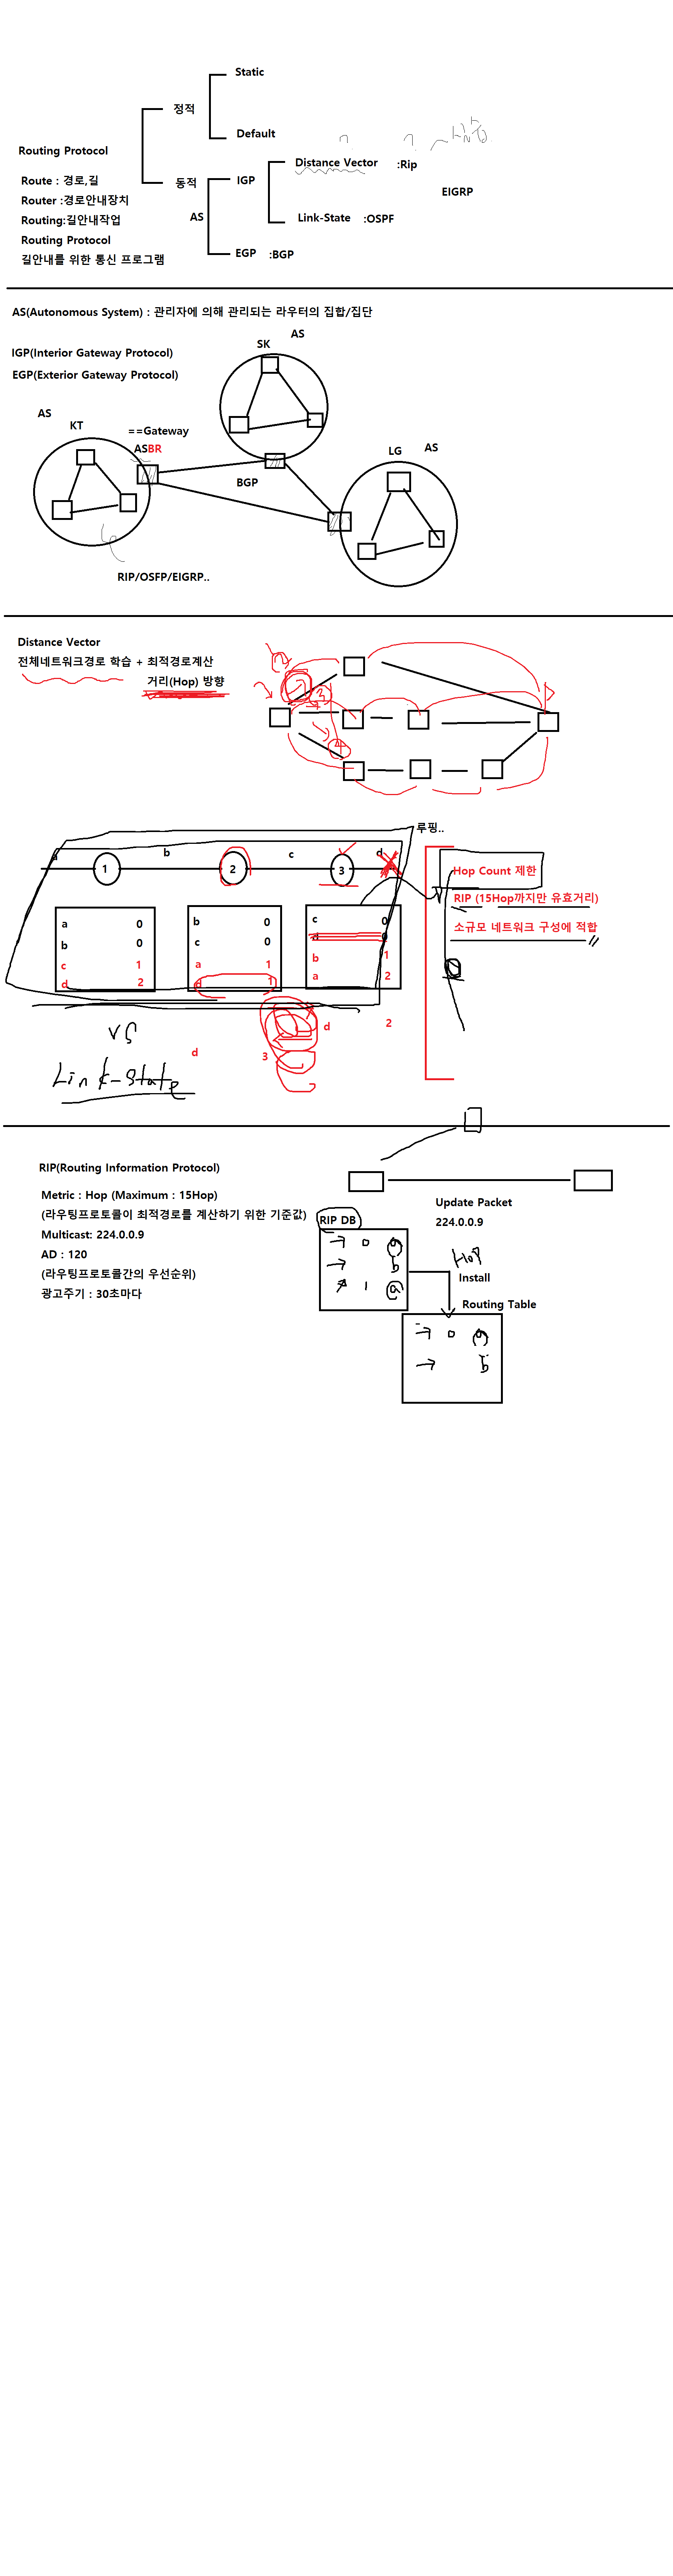 Static
정적
Default
Routing Protocol
Distance Vector :Rip
동적
IGP
EIGRP
Route : 경로,길
Router :경로안내장치
AS
Link-State :OSPF
Routing:길안내작업
Routing Protocol
EGP :BGP
길안내를 위한 통신 프로그램
AS(Autonomous System) : 관리자에 의해 관리되는 라우터의 집합/집단
AS
SK
IGP(Interior Gateway Protocol)
EGP(Exterior Gateway Protocol)
AS
KT
==Gateway
ASBR
LG
AS
BGP
RIP/OSFP/EIGRP..
Distance Vector
전체네트워크경로 학습 + 최적경로계산
거리(Hop) 방향
2
3
4
루핑..
a
b
c
d
1
2
3
Hop Count 제한
RIP (15Hop까지만 유효거리)
소규모 네트워크 구성에 적합
a 0
b 0
c 1
d 2
b 0
c 0
a 1
d 1
c 0
d 0
b 1
a 2
d 2
d 3
VS
Link-State
RIP(Routing Information Protocol)
Metric : Hop (Maximum : 15Hop)
(라우팅프로토콜이 최적경로를 계산하기 위한 기준값)
Multicast: 224.0.0.9
AD : 120
(라우팅프로토콜간의 우선순위)
광고주기 : 30초마다
Update Packet
224.0.0.9
RIP DB
→ 0 a
→ b
1 a
Hop
Install
Routing Table
→ 0 a
→ b